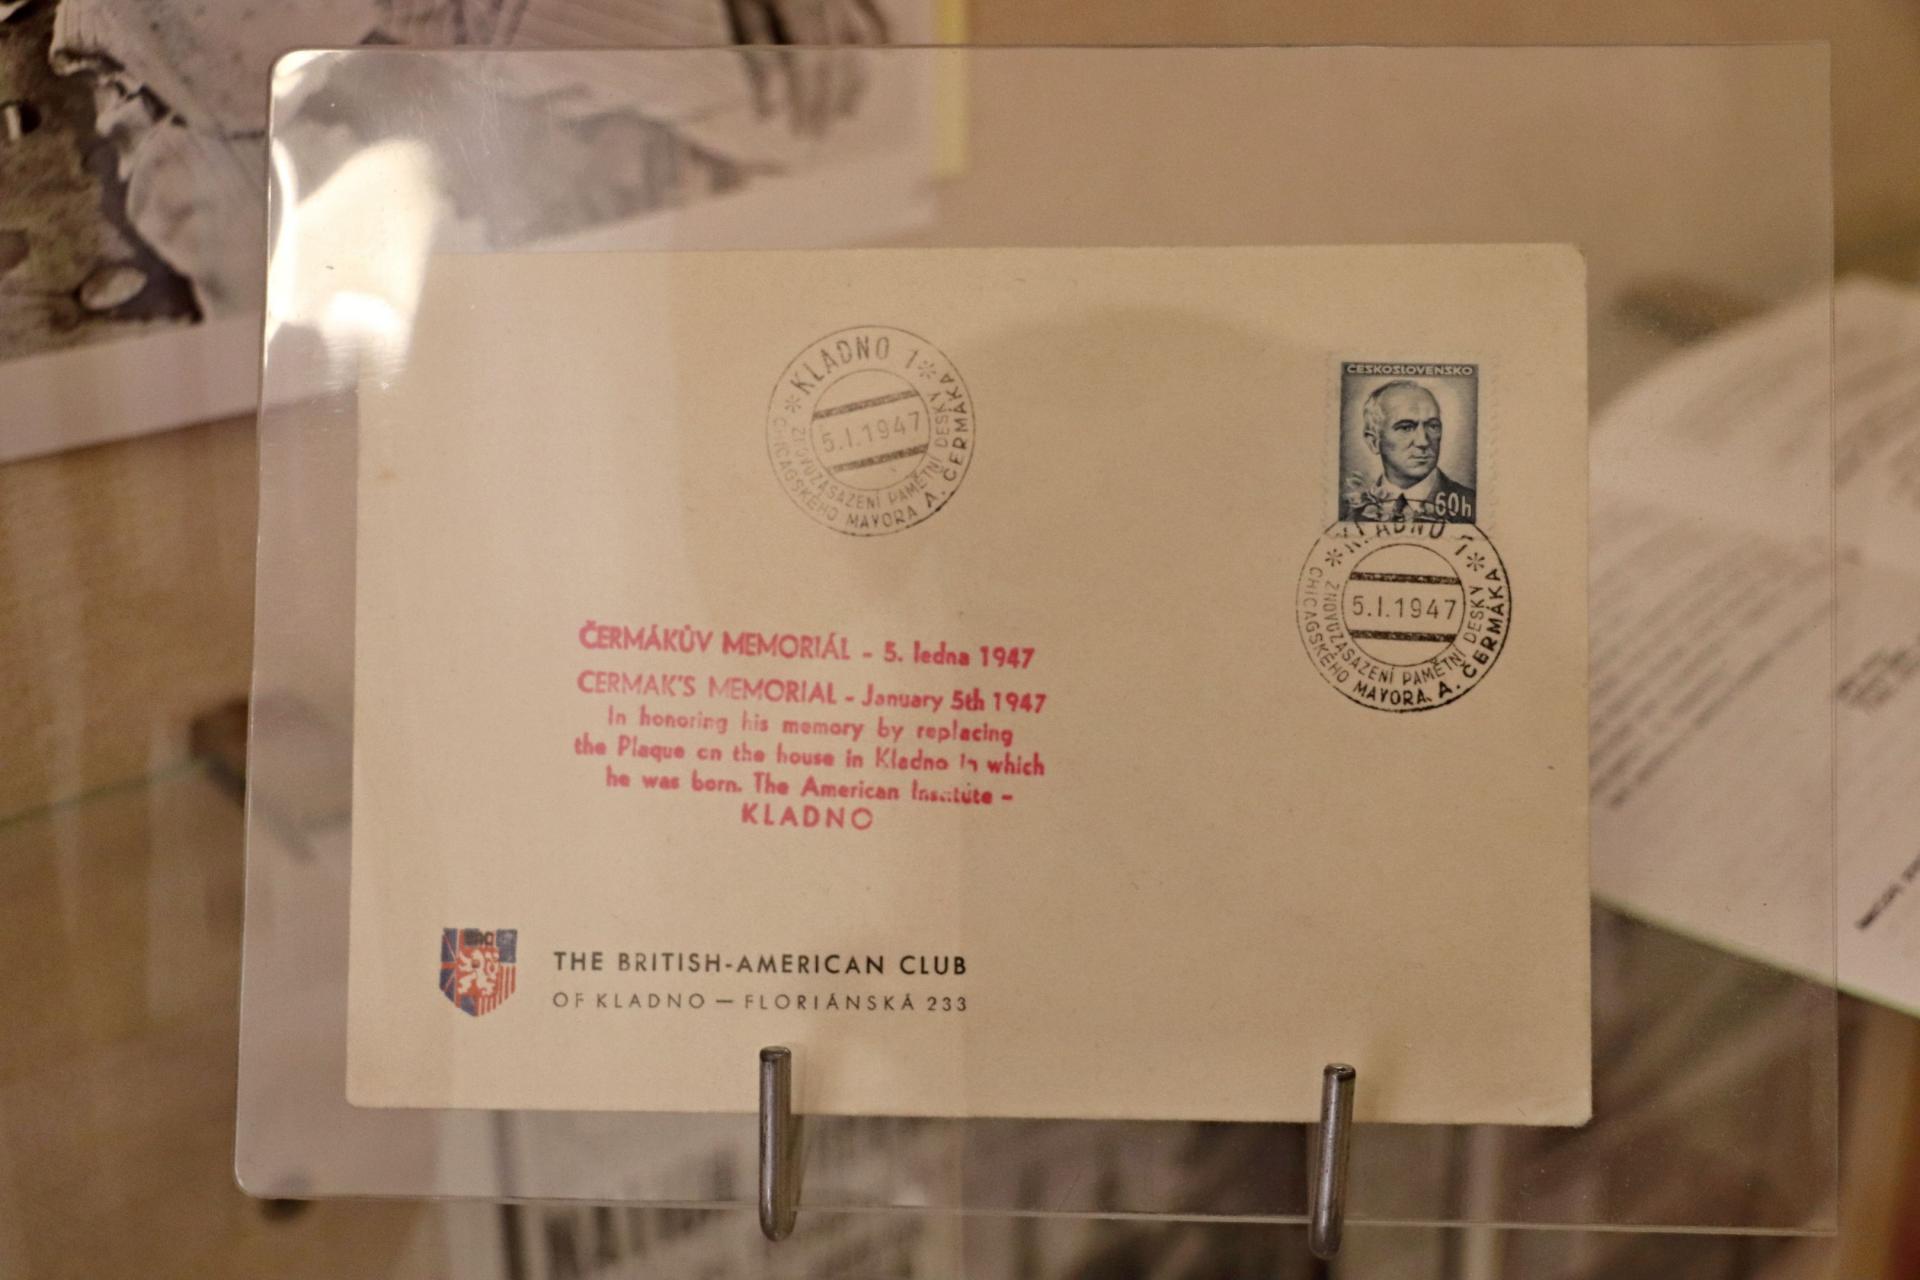 KLADNO 1
5.I.1947
ZNOVUZASAZENÍ PAMĚTNÍ DESKY
CHICAGSKÉHO MAYORA A. ČERMÁKA
ČESKOSLOVENSKO
60h
KLADNO 1
5.I.1947
ZNOVUZASAZENÍ PAMĚTNÍ DESKY
CHICAGSKÉHO MAYORA A. ČERMÁKA
ČERMÁKŮV MEMORIÁL - 5. ledna 1947
CERMAK'S MEMORIAL - January 5th 1947
In honoring his memory by replacing
the Plaque on the house in Kladno in which
he was born. The American Institute -
KLADNO
THE BRITISH-AMERICAN CLUB
OF KLADNO — FLORIÁNSKÁ 233